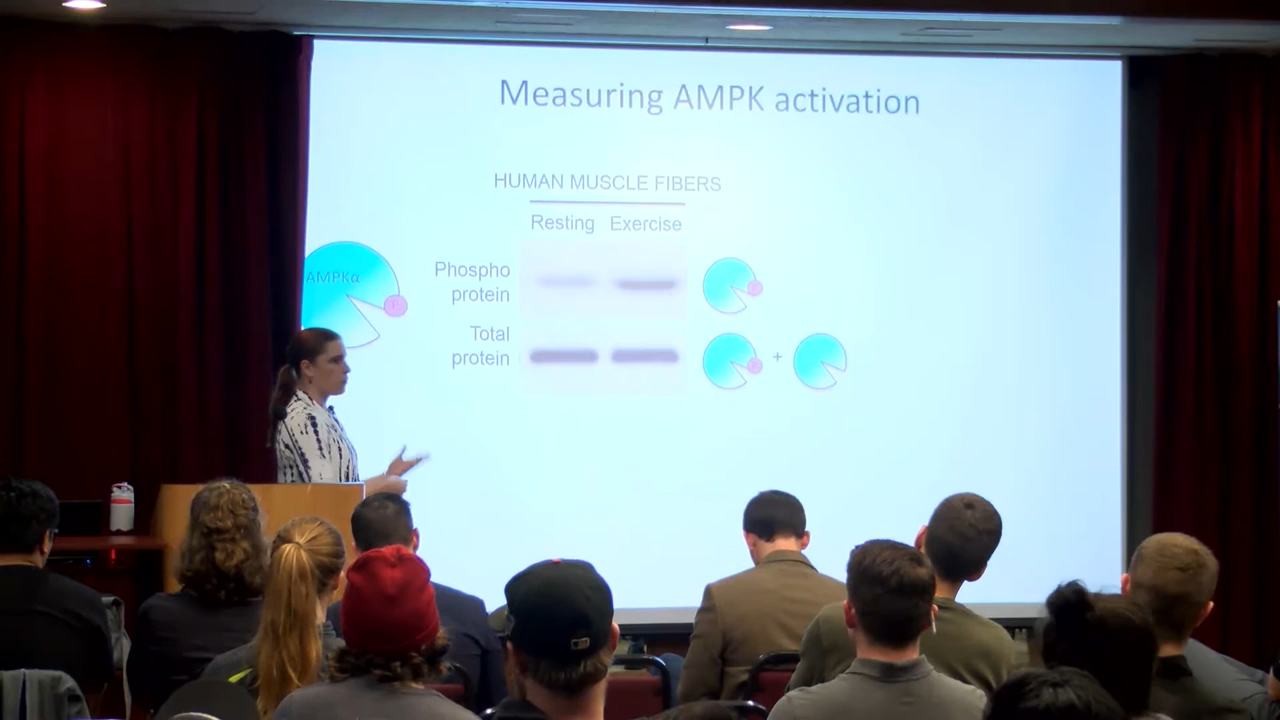 Measuring AMPK activation
HUMAN MUSCLE FIBERS
Resting Exercise
AMPKα
P
Phospho
protein
Total
protein
+